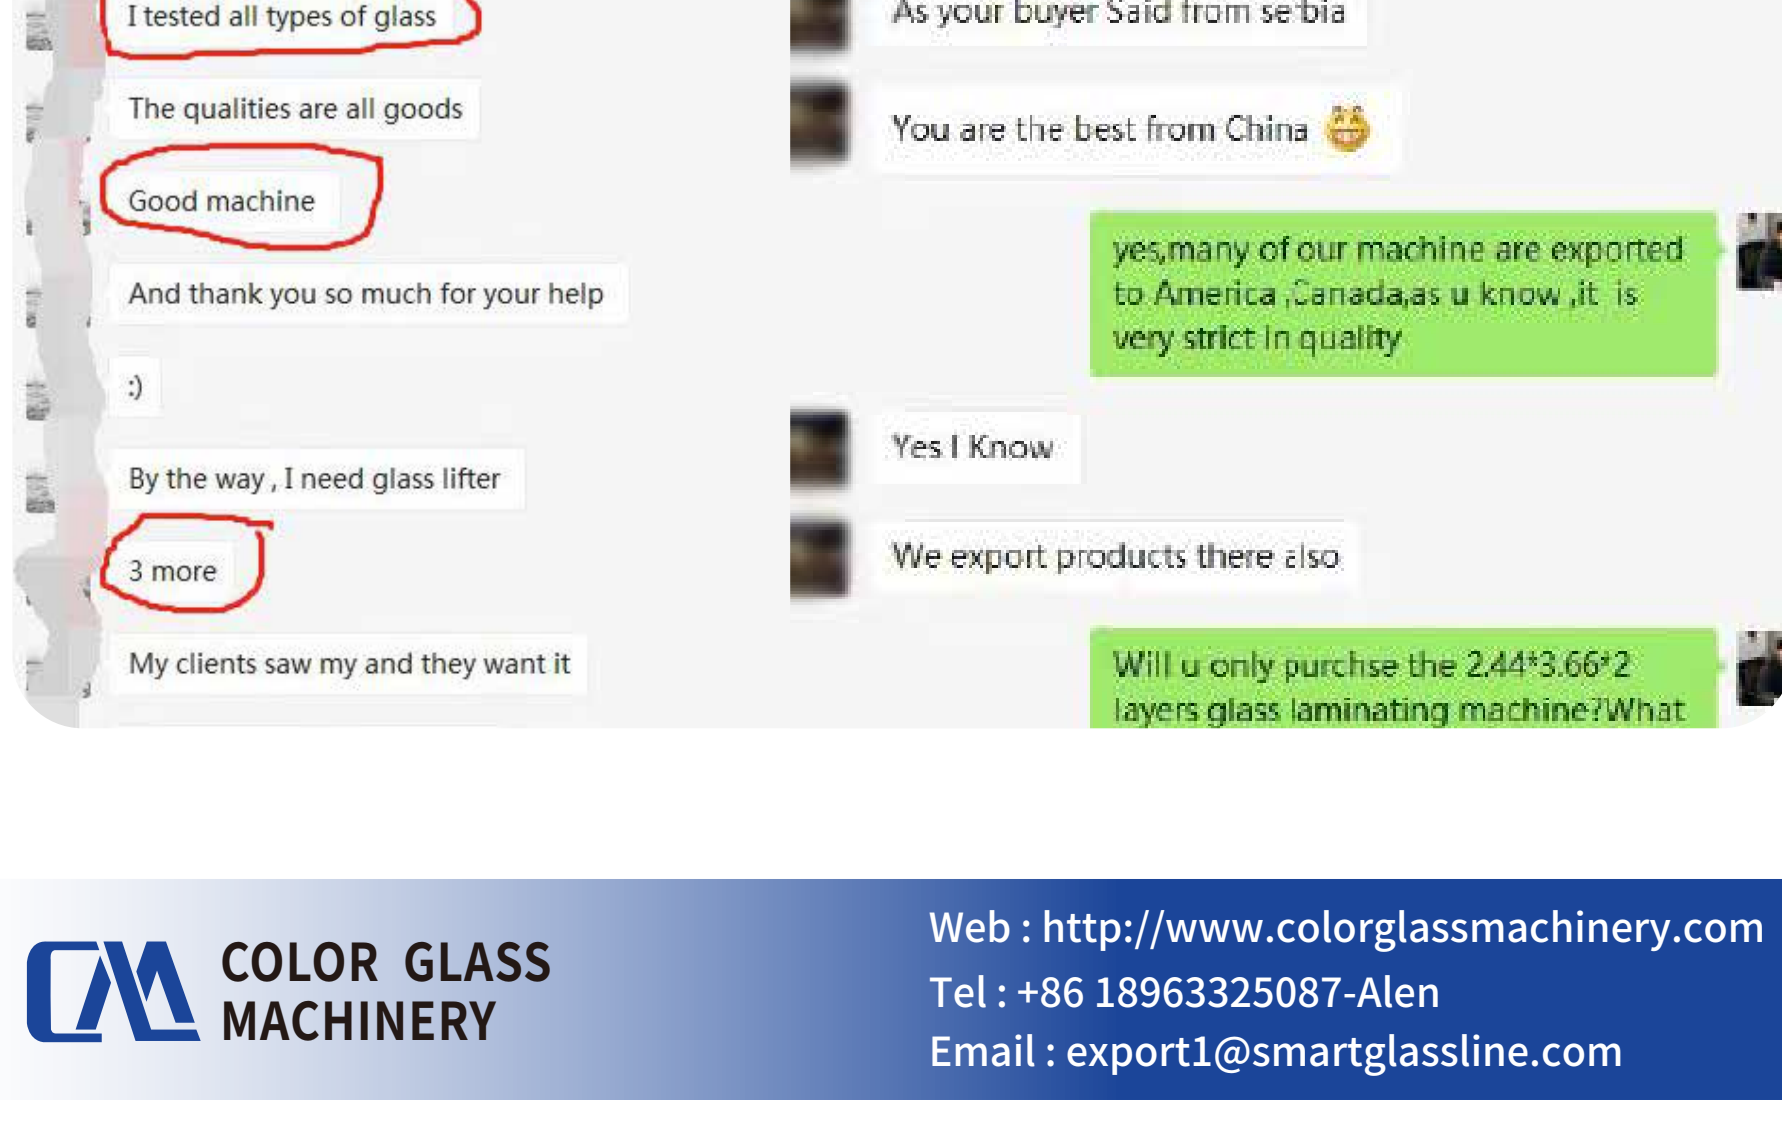 I tested all types of glass
The qualities are all goods
Good machine
And thank you so much for your help
:)
By the way , I need glass lifter
3 more
My clients saw my and they want it
As your buyer Said from serbia
You are the best from China
yes,many of our machine are exported
to America ,Canada,as u know ,it is
very strict in quality
Yes I Know
We export products there also
Will u only purchse the 2.44*3.66*2
layers glass laminating machine?What
COLOR GLASS
MACHINERY
Web : http://www.colorglassmachinery.com
Tel : +86 18963325087-Alen
Email : export1@smartglassline.com